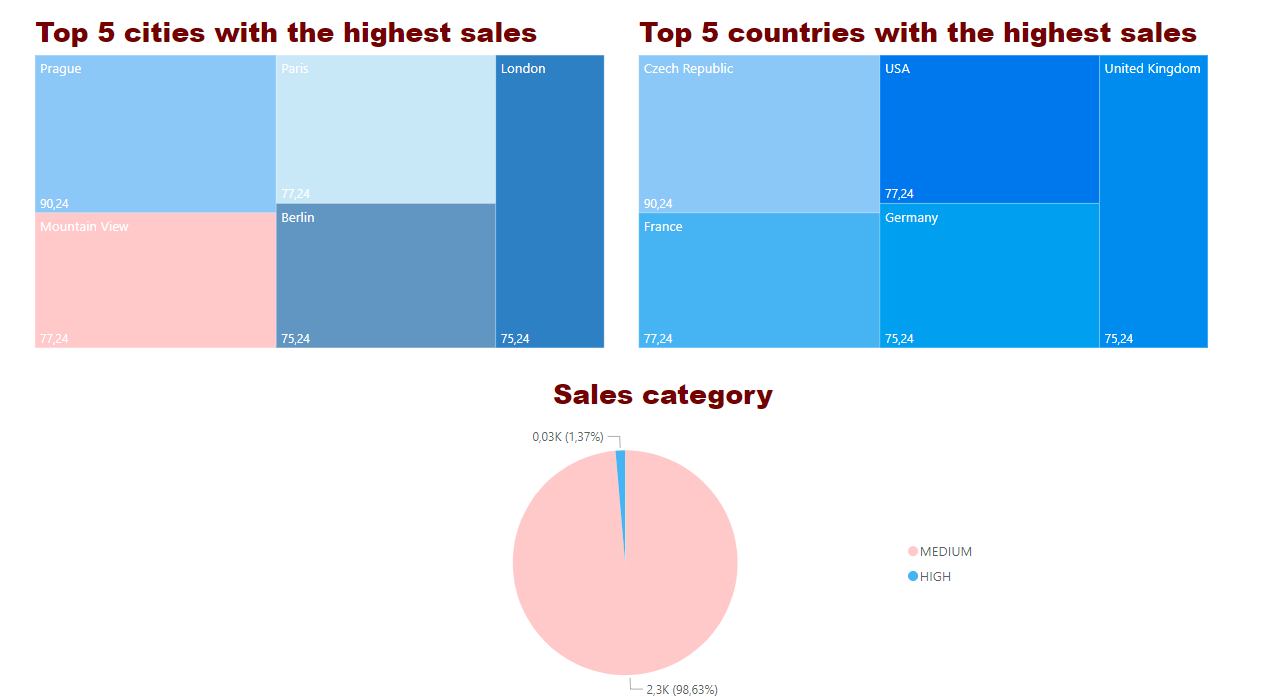 Top 5 cities with the highest sales
Prague
90,24
Mountain View
77,24
Paris
77,24
Berlin
75,24
London
75,24
Top 5 countries with the highest sales
Czech Republic
90,24
France
77,24
USA
77,24
Germany
75,24
United Kingdom
75,24
Sales category
0,03K (1,37%)
2,3K (98,63%)
MEDIUM
HIGH